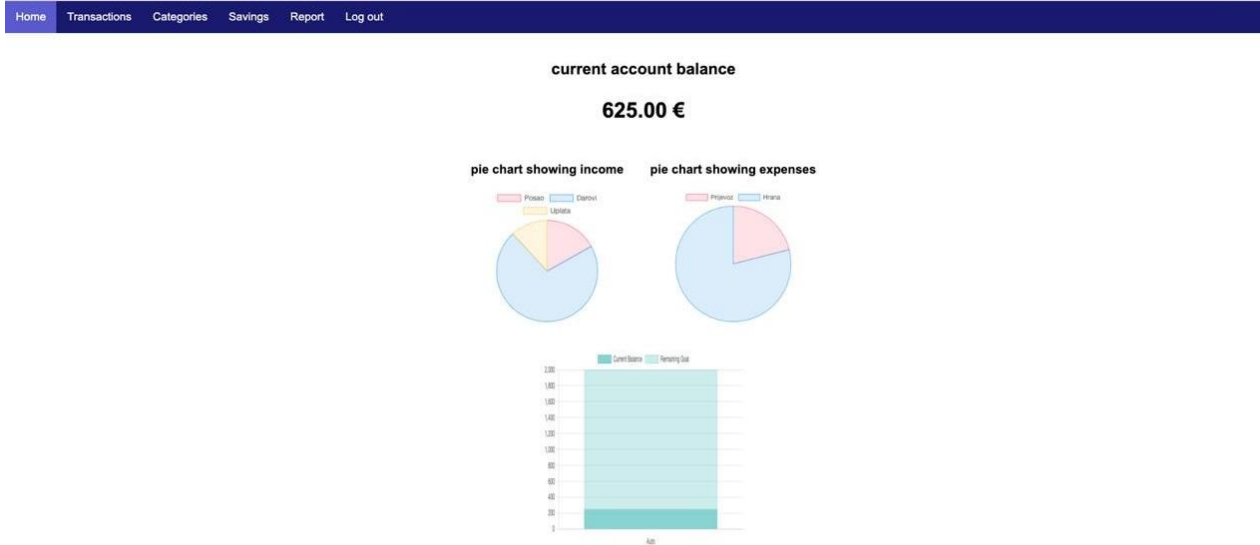 Home Transactions Categories Savings Report Log out
current account balance
625.00 €
pie chart showing income pie chart showing expenses
Posao Darovi Prijevoz Hrana
Uplata
Current Balance Remaining Goal
2,000
1,800
1,600
1,400
1,200
1,000
800
600
400
200
0
Auto